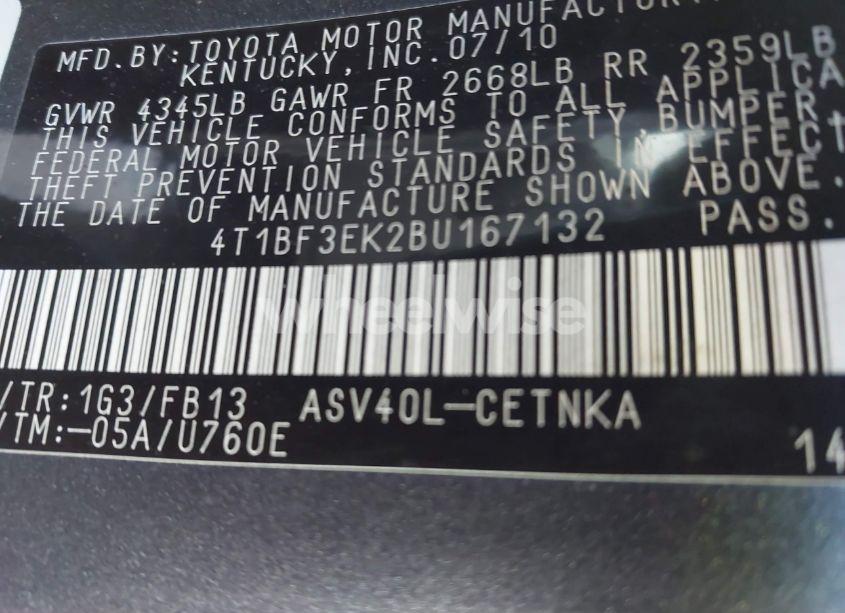 MFD. BY: TOYOTA MOTOR MANUFACTUR
KENTUCKY, INC. 07/10
GVWR 4345LB GAWR FR 2668LB RR 2359LB
THIS VEHICLE CONFORMS TO ALL APPLICA
FEDERAL MOTOR VEHICLE SAFETY, BUMPER,
THEFT PREVENTION STANDARDS IN EFFECT
THE DATE OF MANUFACTURE SHOWN ABOVE.
4T1BF3EK2BU167132 PASS.
wheelwise
/TR: 1G3/FB13 ASV40L-CETNKA
/TM: -05A/U760E
14